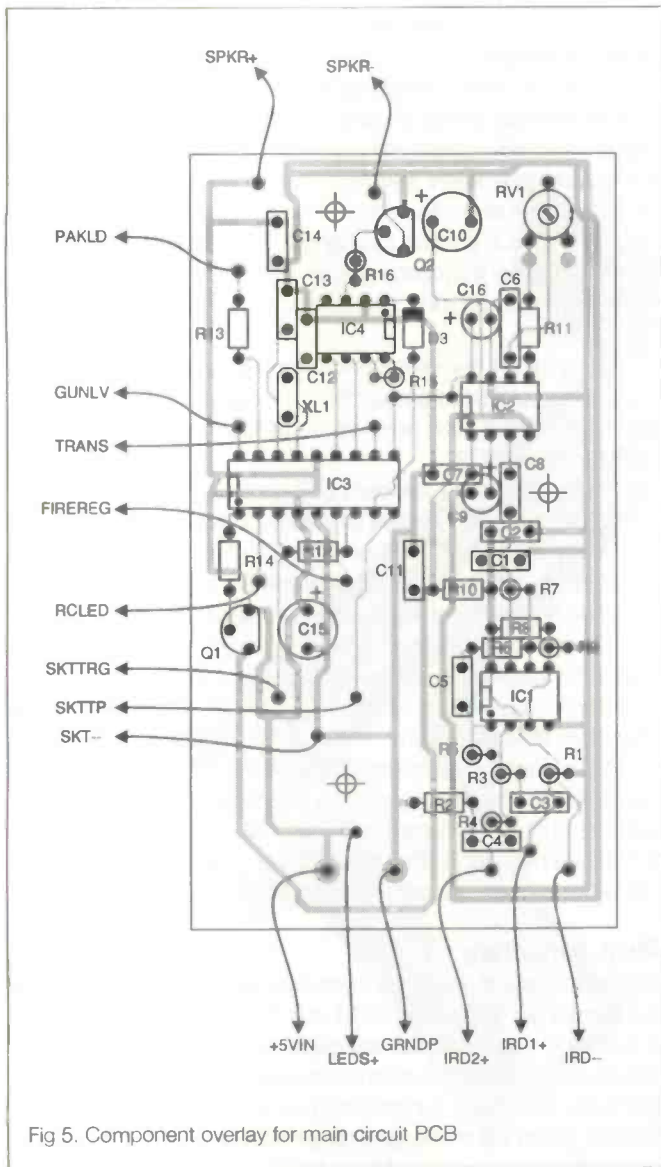 SPKR+ SPKR-
RV1
PAKLD
C14 + C10
Q2
R16
C13 C16 C6
R13 IC4 + R11
C12 R15
XL1 IC2
GUNLV
TRANS
IC3 C7 + C8
C9
FIREREG C2
R14 R12 C11 C1
R10 R7
RCLED +
Q1 C15 R8
R6
SKTTRG C5 IC1
SKTTP
SKT--
R5 R3 R1
R2 C3
R4
C4
+5VIN LEDS+ GRNDP IRD2+ IRD1+ IRD--
Fig 5. Component overlay for main circuit PCB